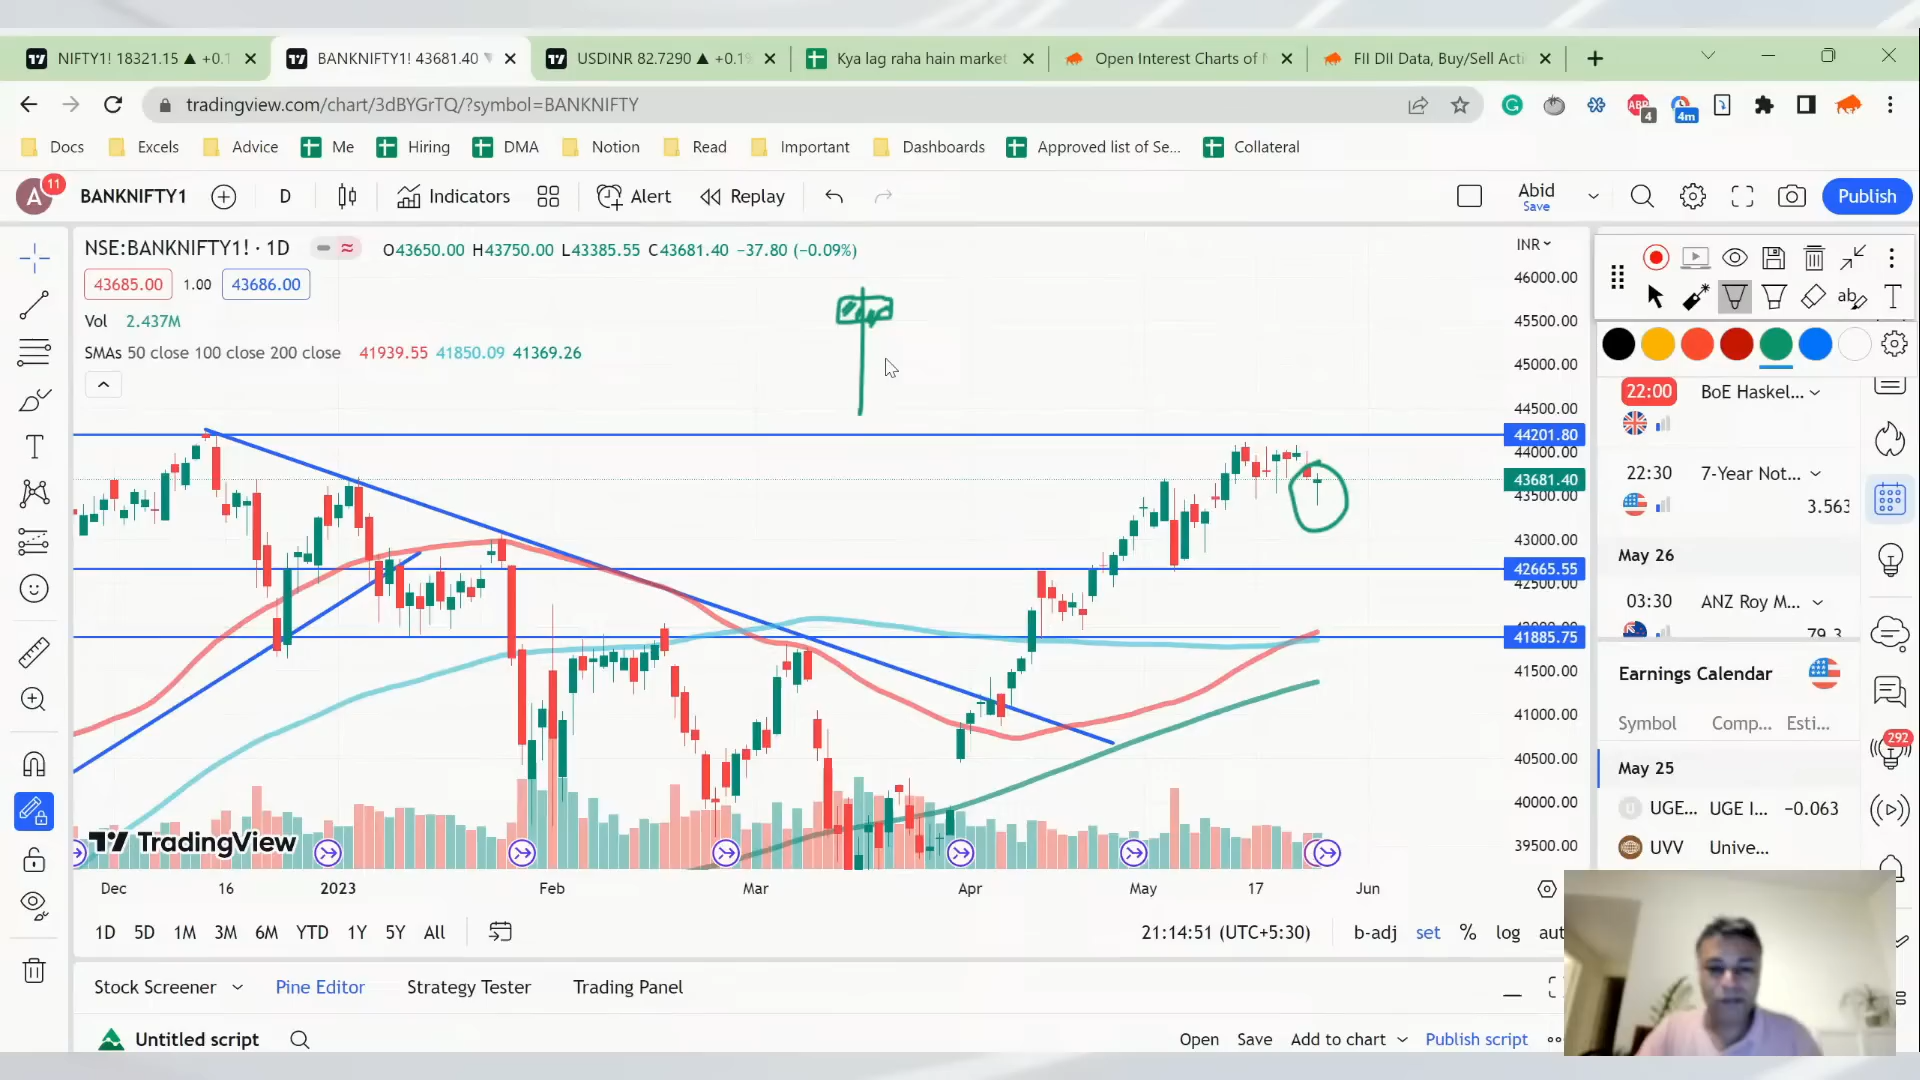 NIFTY1! 18321.15 ▲ +0.1
BANKNIFTY1! 43681.40
USDINR 82.7290 ▲ +0.1%
Kya lag raha hain market
Open Interest Charts of
FII DII Data, Buy/Sell Acti
tradingview.com/chart/3dBYGrTQ/?symbol=BANKNIFTY
ABP
4
4m
Docs
Excels
Advice
Me
Hiring
DMA
Notion
Read
Important
Dashboards
Approved list of Se...
Collateral
A
11
BANKNIFTY1
D
Indicators
Alert
Replay
Abid
Save
Publish
NSE:BANKNIFTY1! · 1D
O43650.00 H43750.00 L43385.55 C43681.40 −37.80 (−0.09%)
INR
43685.00
1.00
43686.00
Vol 2.437M
SMAs 50 close 100 close 200 close 41939.55 41850.09 41369.26
46000.00
45500.00
45000.00
44500.00
44201.80
44000.00
43681.40
43500.00
43000.00
42665.55
42500.00
41885.75
41500.00
41000.00
40500.00
40000.00
39500.00
22:00 BoE Haskel...
22:30 7-Year Not...
3.563
May 26
03:30 ANZ Roy M...
79.3
Earnings Calendar
Symbol Comp... Esti...
May 25
UGE... UGE I... −0.063
UVV Unive...
292
TradingView
Dec 16 2023 Feb Mar Apr May 17 Jun
1D 5D 1M 3M 6M YTD 1Y 5Y All
21:14:51 (UTC+5:30)
b-adj set % log aut
Stock Screener
Pine Editor
Strategy Tester
Trading Panel
Untitled script
Open Save Add to chart Publish script